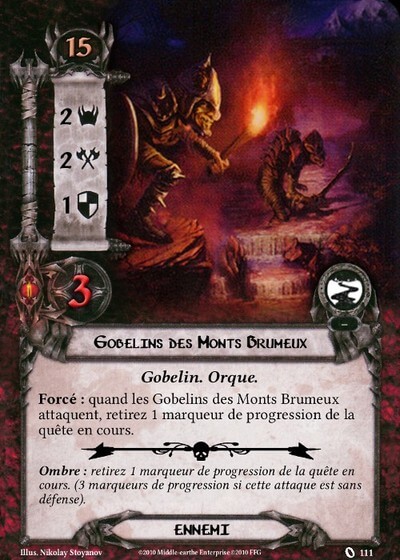 15
2
2
1
3
Gobelins des Monts Brumeux
Gobelin. Orque.
Forcé : quand les Gobelins des Monts Brumeux
attaquent, retirez 1 marqueur de progression de la
quête en cours.
Ombre : retirez 1 marqueur de progression de la quête en
cours. (3 marqueurs de progression si cette attaque est sans
défense).
ENNEMI
Illus. Nikolay Stoyanov ©2010 Middle-earthe Enterprise ©2010 FFG 111